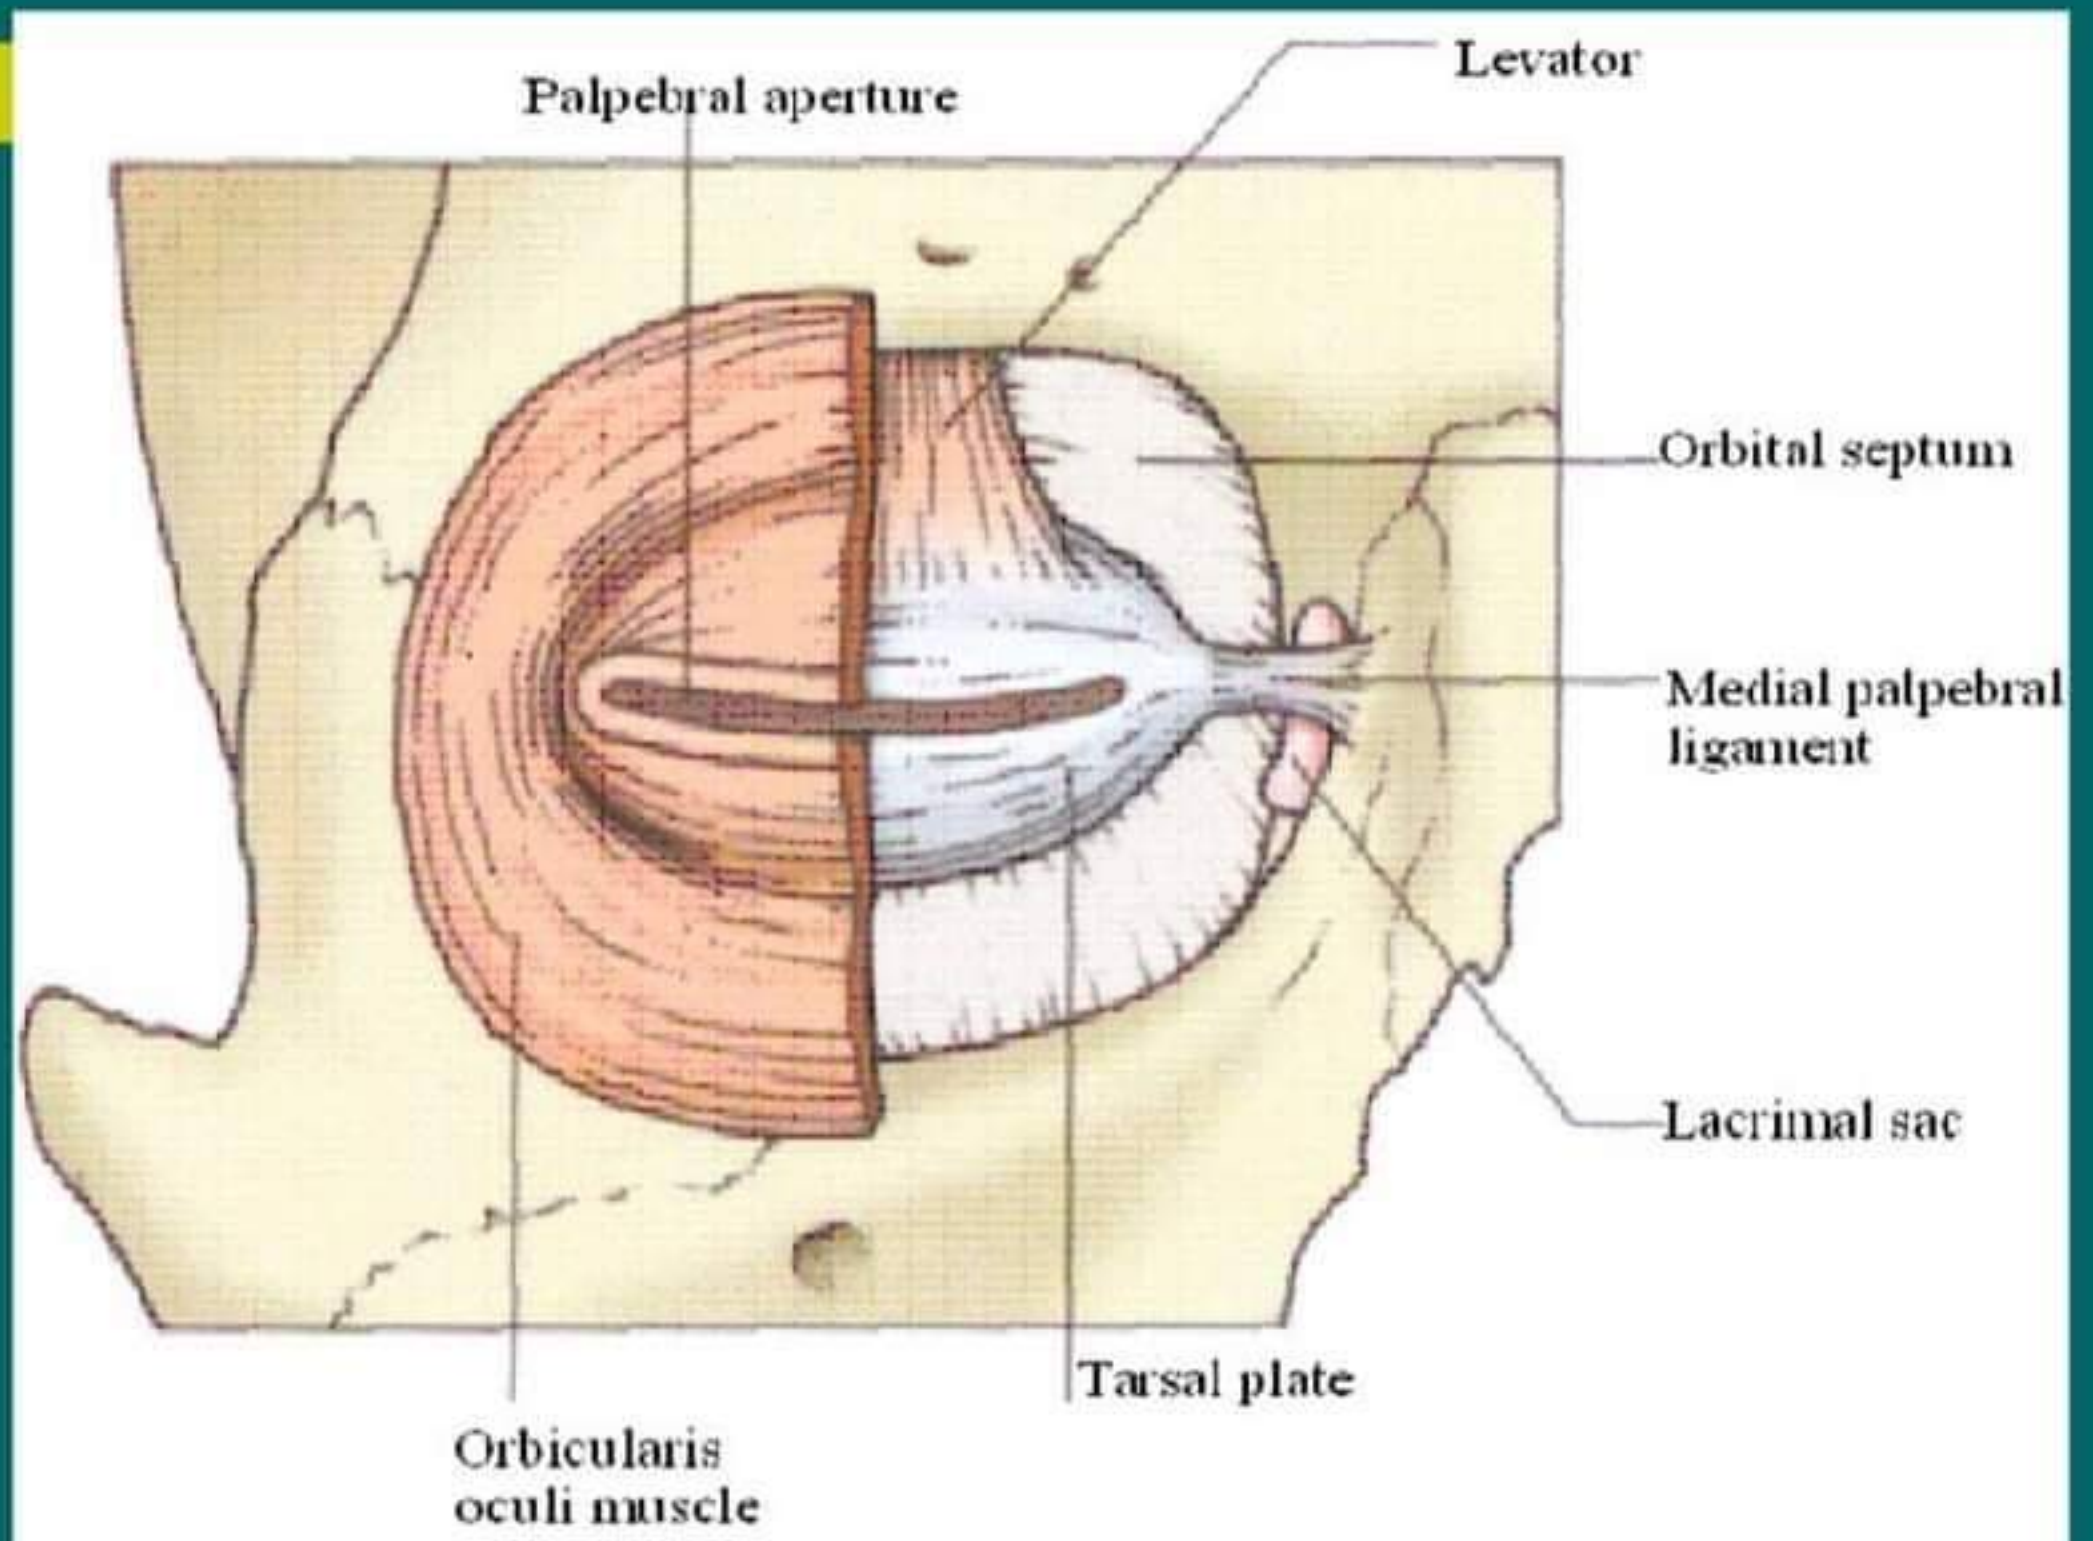 Levator
Palpebral aperture
Orbital septum
Medial palpebral
ligament
Lacrimal sac
Tarsal plate
Orbicularis
oculi muscle